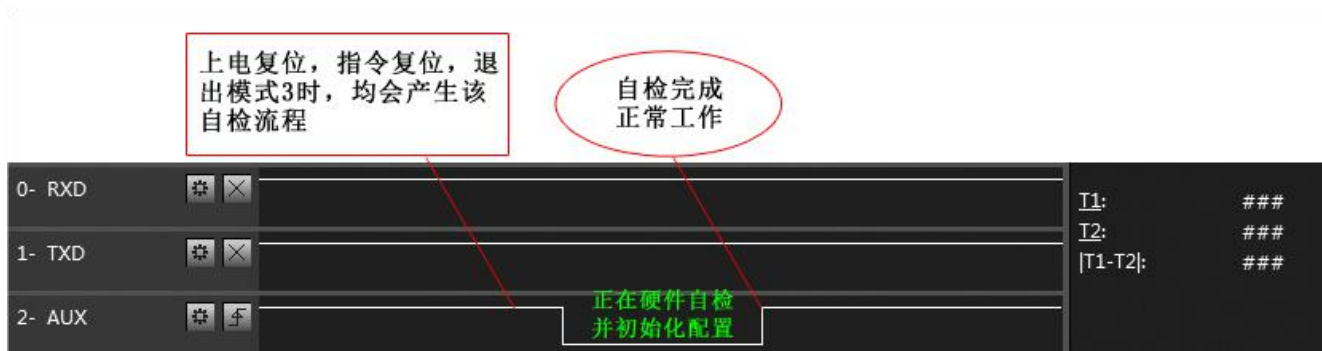 上电复位，指令复位，退
出模式3时，均会产生该
自检流程
自检完成
正常工作
0- RXD
1- TXD
2- AUX
正在硬件自检
并初始化配置
T1: ###
T2: ###
|T1-T2|: ###